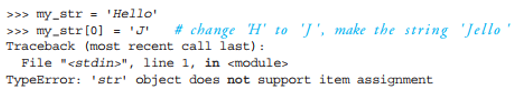 >>> my_str = 'Hello'
>>> my_str[0] = 'J'   # change 'H' to 'J', make the string 'Jello'
Traceback (most recent call last):
  File "<stdin>", line 1, in <module>
TypeError: 'str' object does not support item assignment